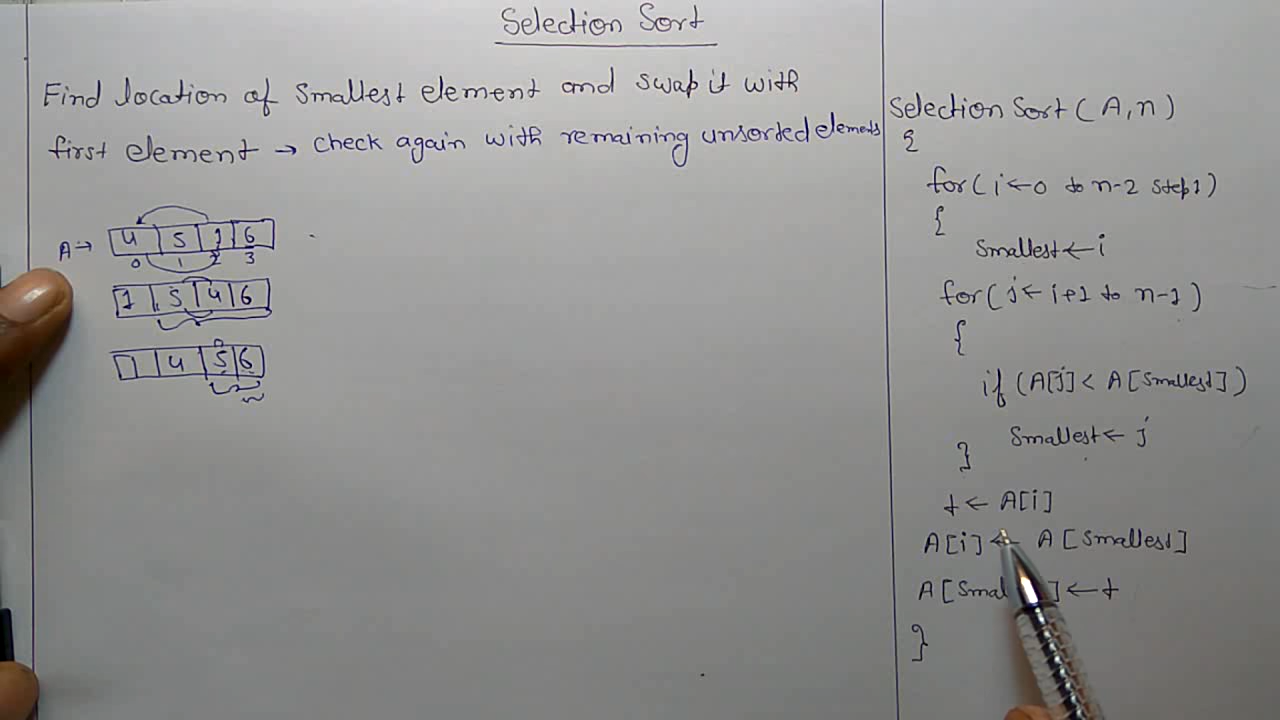 Selection Sort
Find location of smallest element and swap it with
first element → check again with remaining unsorted elements
A→ 4 5 1 6
0 1 2 3
1 5 4 6
1 4 5 6
Selection Sort (A,n)
{
for(i←0 to n-2 step1)
{
Smallest←i
for(j← i+1 to n-1)
{
if (A[j] < A[Smallest])
Smallest← j
}
t ← A[i]
A[i] ← A[Smallest]
A[Smal ] ← t
}